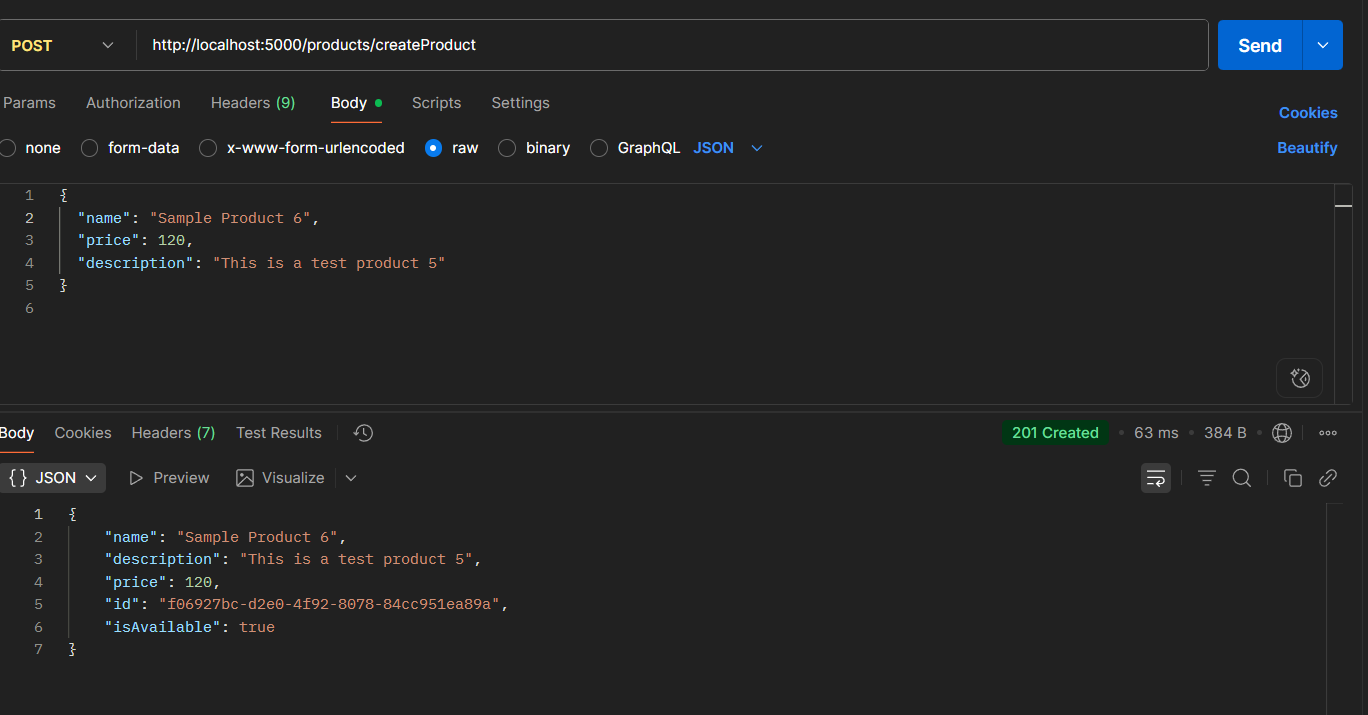 POST http://localhost:5000/products/createProduct Send
Params Authorization Headers (9) Body Scripts Settings Cookies
none form-data x-www-form-urlencoded raw binary GraphQL JSON Beautify
1 {
2 "name": "Sample Product 6",
3 "price": 120,
4 "description": "This is a test product 5"
5 }
6
Body Cookies Headers (7) Test Results 201 Created 63 ms 384 B
{} JSON Preview Visualize
1 {
2 "name": "Sample Product 6",
3 "description": "This is a test product 5",
4 "price": 120,
5 "id": "f06927bc-d2e0-4f92-8078-84cc951ea89a",
6 "isAvailable": true
7 }